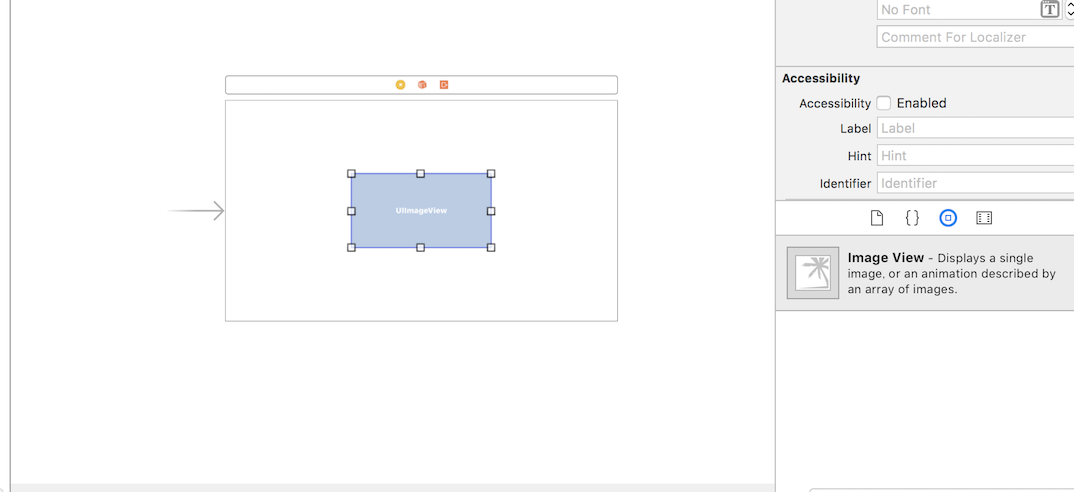 No Font
T
Comment For Localizer
Accessibility
Accessibility Enabled
Label Label
Hint Hint
Identifier Identifier
UIImageView
{}
Image View - Displays a single
image, or an animation described by
an array of images.